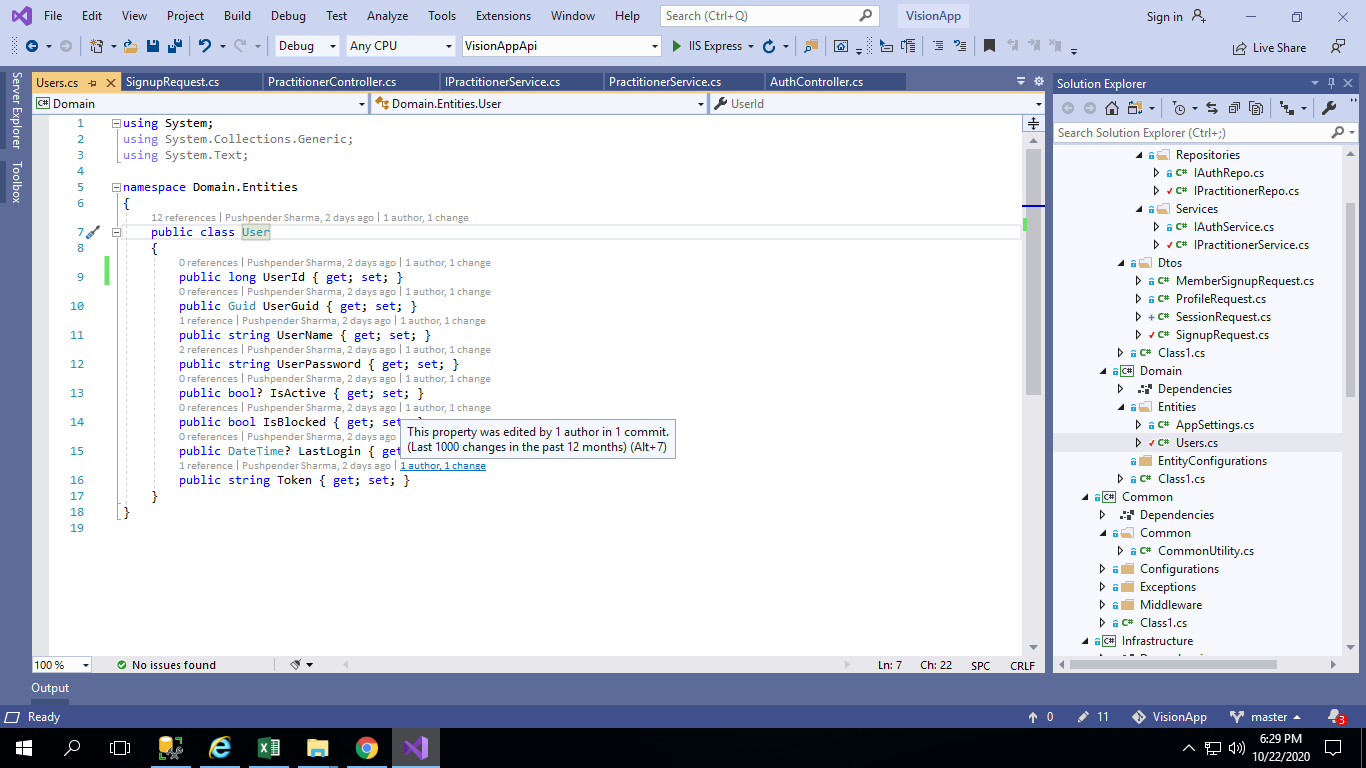 File Edit View Project Build Debug Test Analyze Tools Extensions Window Help Search (Ctrl+Q) VisionApp Sign in
Debug Any CPU VisionAppApi IIS Express Live Share
Server Explorer
Toolbox
Users.cs SignupRequest.cs PractitionerController.cs IPractitionerService.cs PractitionerService.cs AuthController.cs
C# Domain Domain.Entities.User UserId
1 using System;
2 using System.Collections.Generic;
3 using System.Text;
4
5 namespace Domain.Entities
6 {
12 references | Pushpender Sharma, 2 days ago | 1 author, 1 change
7 public class User
8 {
0 references | Pushpender Sharma, 2 days ago | 1 author, 1 change
9 public long UserId { get; set; }
0 references | Pushpender Sharma, 2 days ago | 1 author, 1 change
10 public Guid UserGuid { get; set; }
1 reference | Pushpender Sharma, 2 days ago | 1 author, 1 change
11 public string UserName { get; set; }
2 references | Pushpender Sharma, 2 days ago | 1 author, 1 change
12 public string UserPassword { get; set; }
0 references | Pushpender Sharma, 2 days ago | 1 author, 1 change
13 public bool? IsActive { get; set; }
0 references | Pushpender Sharma, 2 days ago | 1 author, 1 change
14 public bool IsBlocked { get; set
0 references | Pushpender Sharma, 2 days ago
15 public DateTime? LastLogin { get
This property was edited by 1 author in 1 commit.
(Last 1000 changes in the past 12 months) (Alt+7)
1 reference | Pushpender Sharma, 2 days ago | 1 author, 1 change
16 public string Token { get; set; }
17 }
18 }
19
100 % No issues found Ln: 7 Ch: 22 SPC CRLF
Solution Explorer
Search Solution Explorer (Ctrl+;)
Repositories
C# IAuthRepo.cs
C# IPractitionerRepo.cs
Services
C# IAuthService.cs
C# IPractitionerService.cs
Dtos
C# MemberSignupRequest.cs
C# ProfileRequest.cs
C# SessionRequest.cs
C# SignupRequest.cs
C# Class1.cs
C# Domain
Dependencies
Entities
C# AppSettings.cs
C# Users.cs
EntityConfigurations
C# Class1.cs
C# Common
Dependencies
Common
C# CommonUtility.cs
Configurations
Exceptions
Middleware
C# Class1.cs
C# Infrastructure
Output
Ready 0 11 VisionApp master 3
6:29 PM
10/22/2020